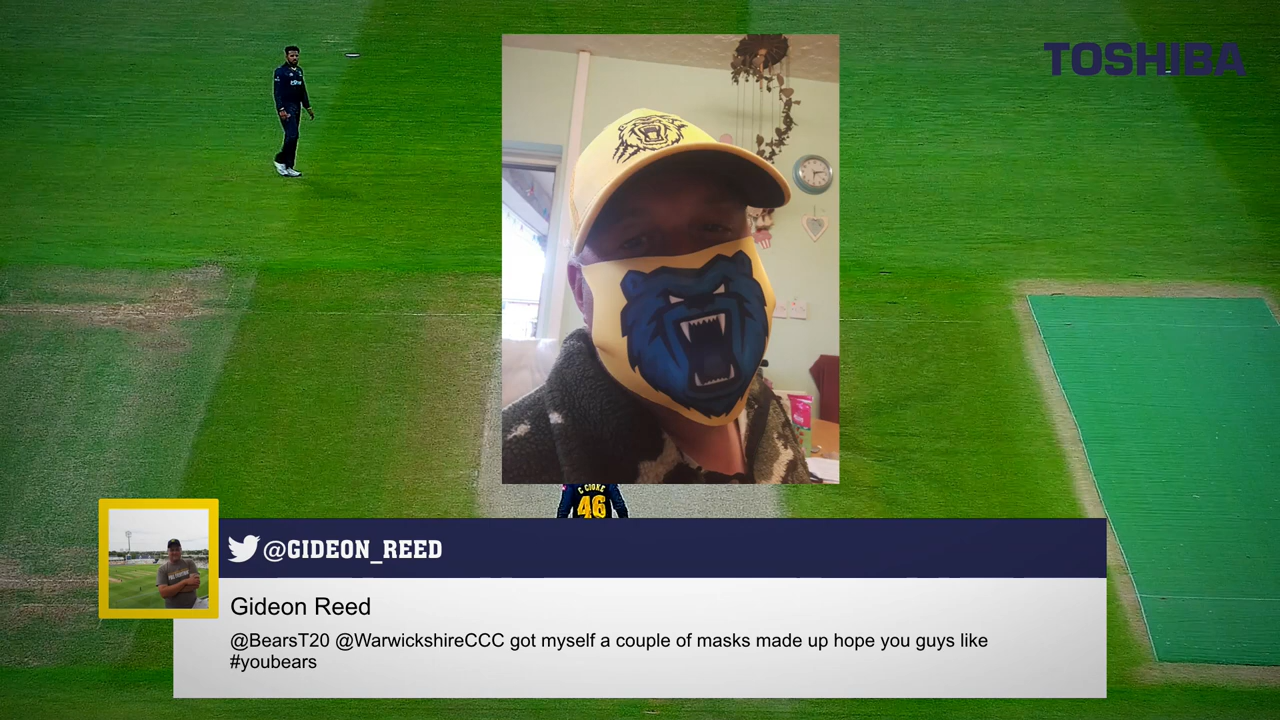 TOSHIBA
C COOKE
46
@GIDEON_REED
Gideon Reed
@BearsT20 @WarwickshireCCC got myself a couple of masks made up hope you guys like
#youbears